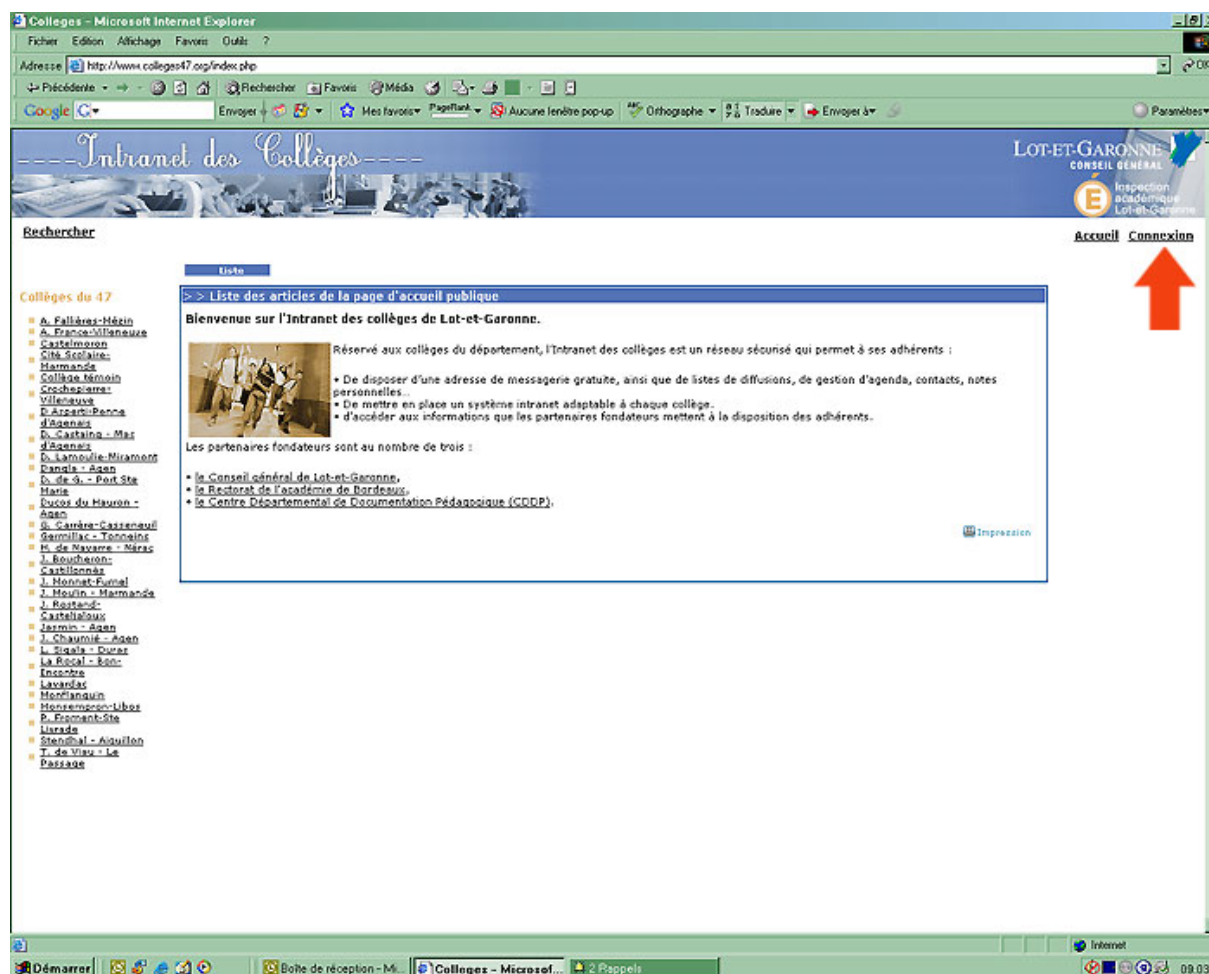 Colleges - Microsoft Internet Explorer
Fichier Edition Affichage Favoris Outils ?
Adresse http://www.colleges47.org/index.php OK
Précédente Rechercher Favoris Média
Google Envoyer Mes favoris PageRank Aucune fenêtre pop-up Orthographe Traduire Envoyer à Paramètres
----Intranet des Collèges----
LOT-ET-GARONNE
CONSEIL GÉNÉRAL
Inspection
académique
Lot-et-Garonne
Rechercher
Accueil Connexion
Liste
Collèges du 47
A. Fallières-Mézin
A. France-Villeneuve
Castelmoron
Cité Scolaire-
Marmande
Collège témoin
Crochepierre-
Villeneuve
D Asperti-Penne
d'Agenais
D. Castaing - Mas
d'Agenais
D. Lamoulie-Miramont
Dangla - Agen
D. de G. - Port Ste
Marie
Ducos du Hauron -
Agen
G. Carrère-Casseneuil
Germillac - Tonneins
H. de Navarre - Nérac
J. Boucheron-
Castillonnès
J. Monnet-Fumel
J. Moulin - Marmande
J. Rostand-
Casteljaloux
Jasmin - Agen
J. Chaumié - Agen
L. Sigala - Duras
La Rocal - Bon-
Encontre
Lavardac
Monflanquin
Monsempron-Libos
P. Froment-Ste
Livrade
Stendhal - Aiguillon
T. de Viau - Le
Passage
> > Liste des articles de la page d'accueil publique
Bienvenue sur l'Intranet des collèges de Lot-et-Garonne.
Réservé aux collèges du département, l'Intranet des collèges est un réseau sécurisé qui permet à ses adhérents :
• De disposer d'une adresse de messagerie gratuite, ainsi que de listes de diffusions, de gestion d'agenda, contacts, notes
personnelles...
• De mettre en place un système intranet adaptable à chaque collège.
• d'accéder aux informations que les partenaires fondateurs mettent à la disposition des adhérents.
Les partenaires fondateurs sont au nombre de trois :
• le Conseil général de Lot-et-Garonne,
• le Rectorat de l'académie de Bordeaux,
• le Centre Départemental de Documentation Pédagogique (CDDP).
Impression
Internet
Démarrer Boîte de réception - Mi... Colleges - Microsof... 2 Rappels 09:03